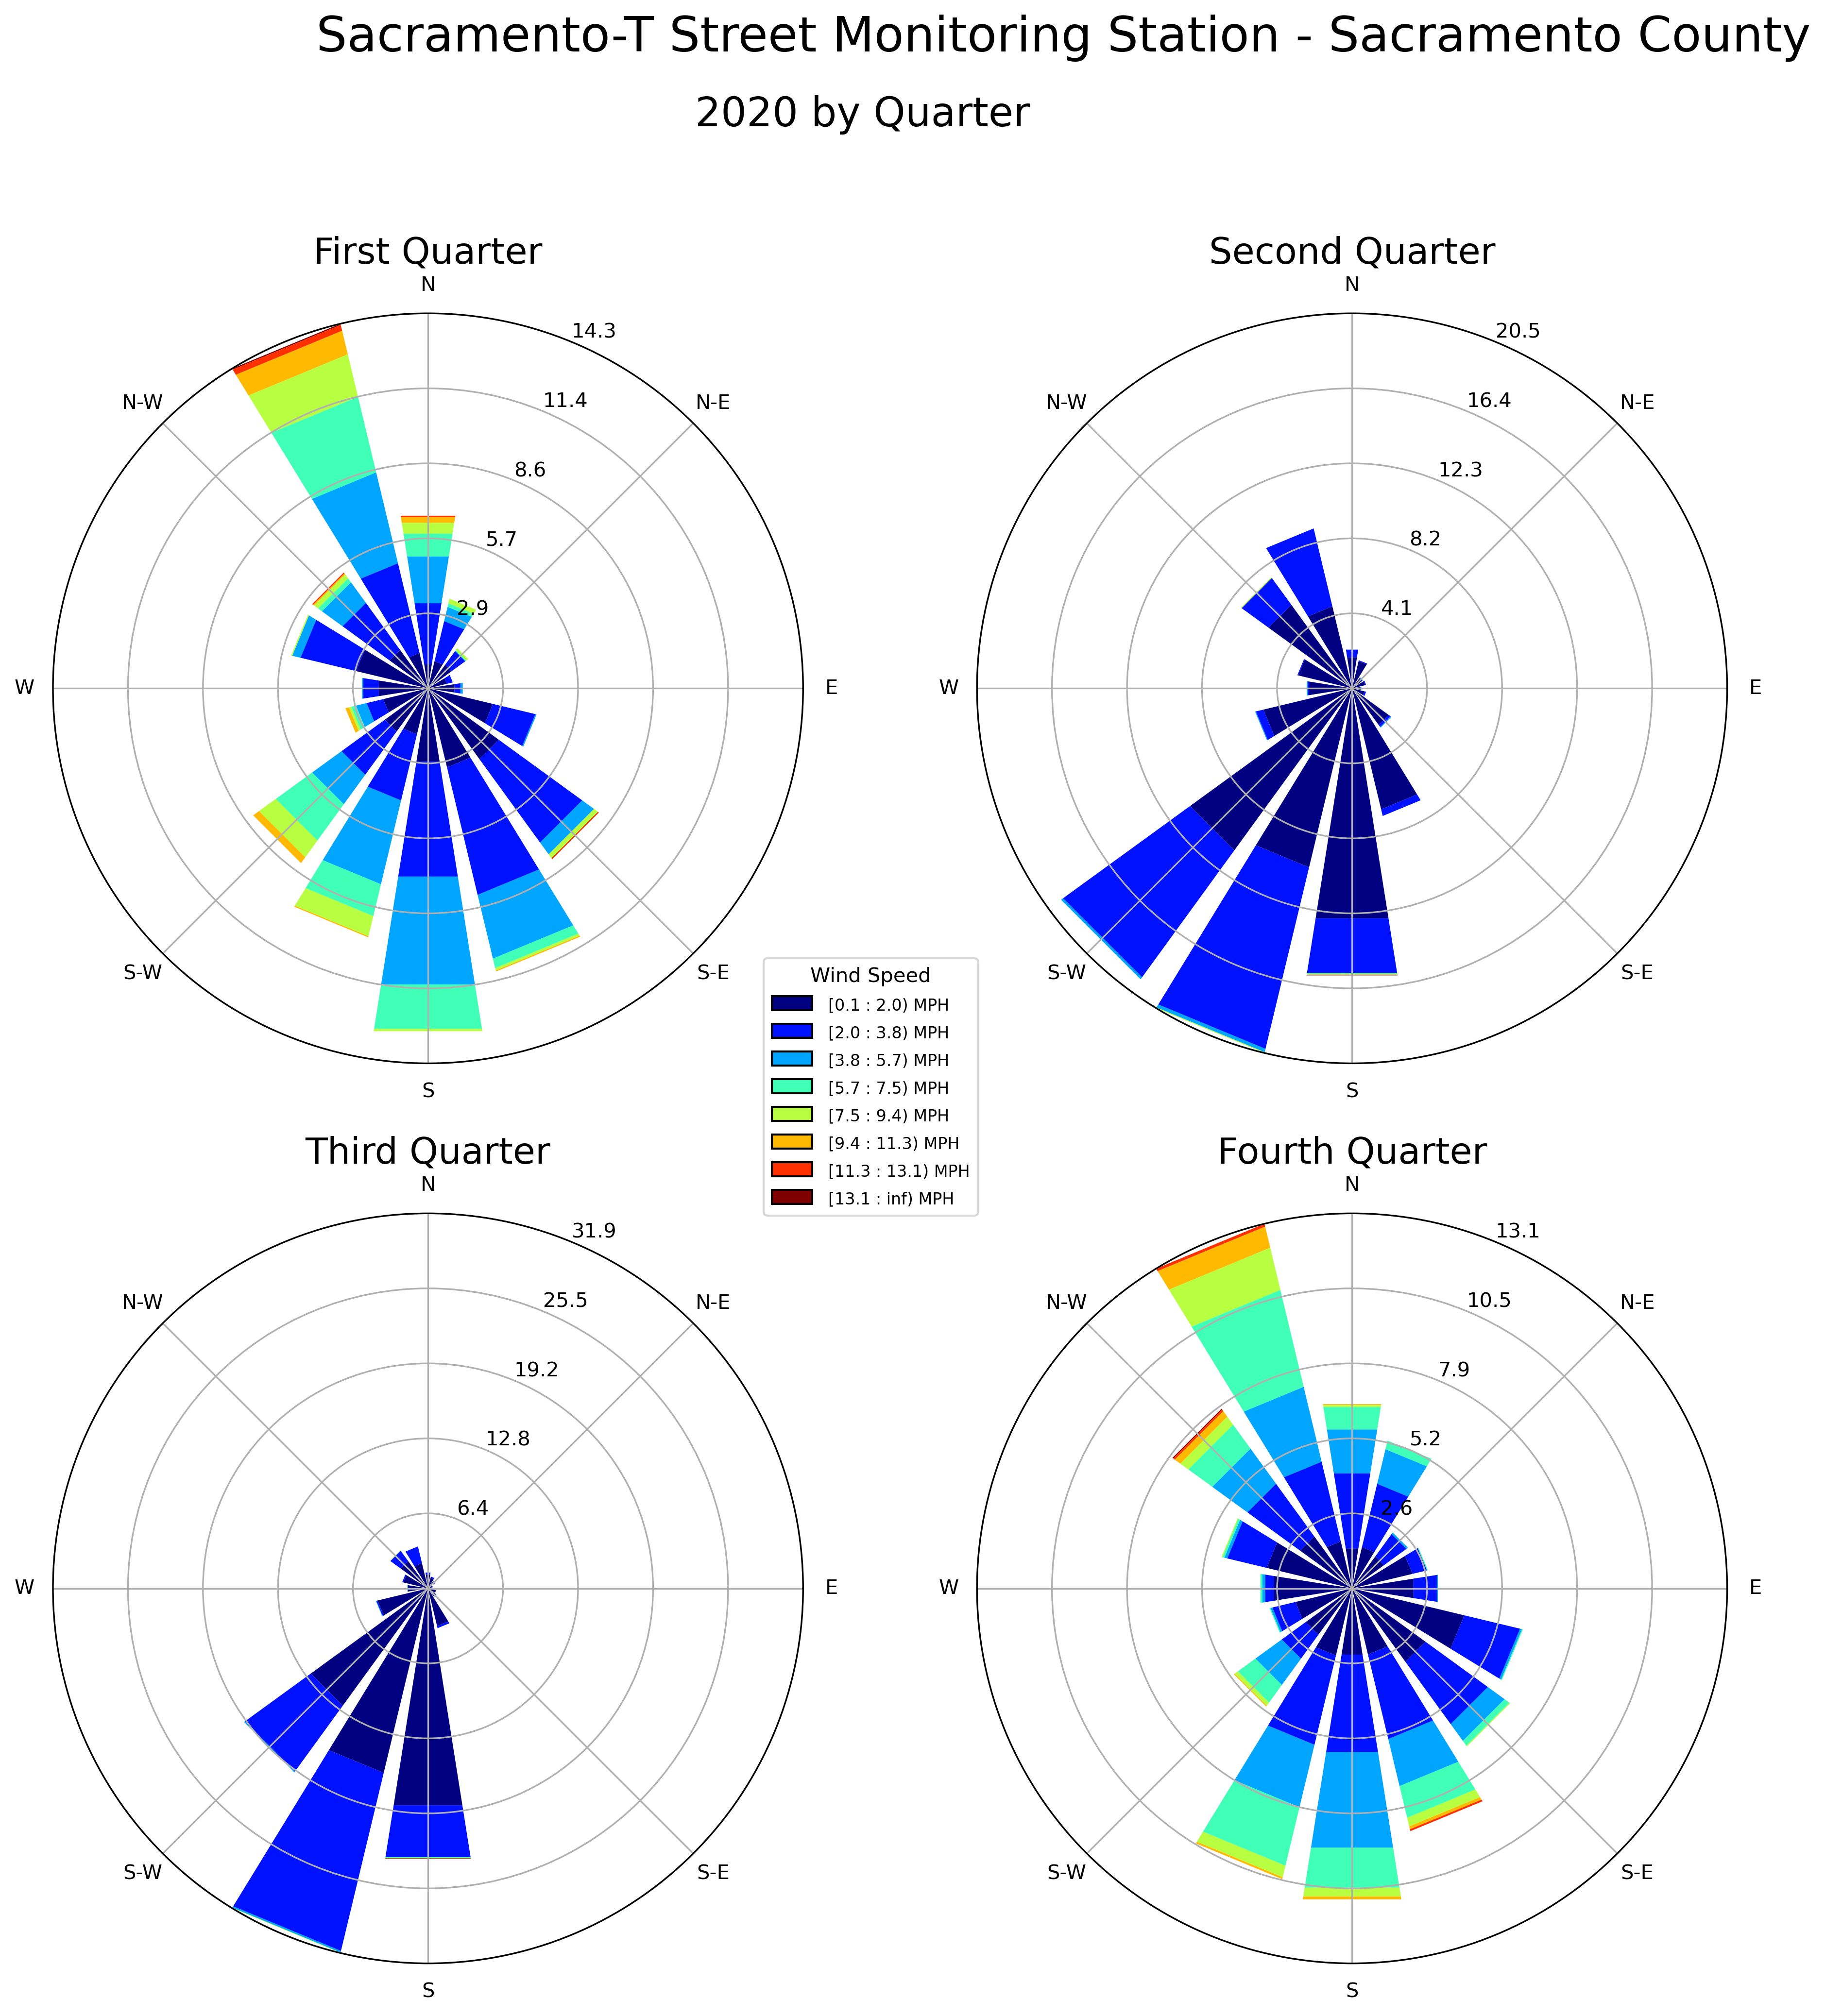 Sacramento-T Street Monitoring Station - Sacramento County
2020 by Quarter
First Quarter
N
14.3
11.4
8.6
5.7
2.9
N-W
N-E
W
E
S-W
S-E
S
Second Quarter
N
20.5
16.4
12.3
8.2
4.1
N-W
N-E
W
E
S-W
S-E
S
Wind Speed
[0.1 : 2.0) MPH
[2.0 : 3.8) MPH
[3.8 : 5.7) MPH
[5.7 : 7.5) MPH
[7.5 : 9.4) MPH
[9.4 : 11.3) MPH
[11.3 : 13.1) MPH
[13.1 : inf) MPH
Third Quarter
N
31.9
25.5
19.2
12.8
6.4
N-W
N-E
W
E
S-W
S-E
S
Fourth Quarter
N
13.1
10.5
7.9
5.2
2.6
N-W
N-E
W
E
S-W
S-E
S